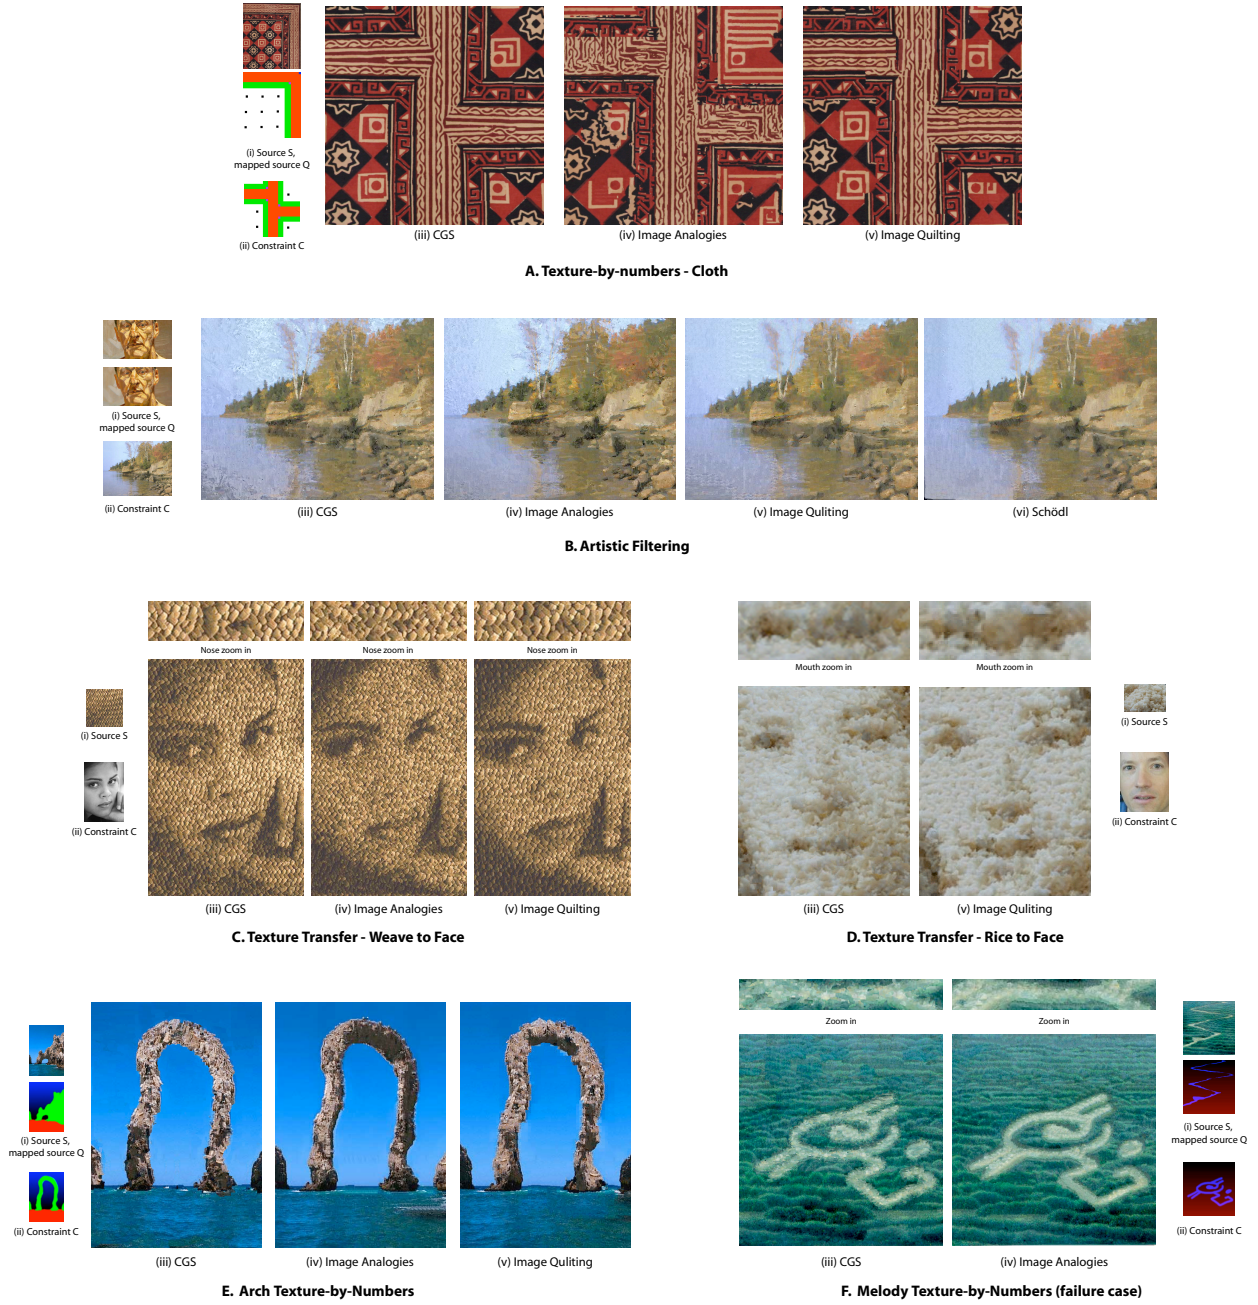 (i) Source S,
mapped source Q
(ii) Constraint C
(iii) CGS
(iv) Image Analogies
(v) Image Quilting
A. Texture-by-numbers - Cloth
(i) Source S,
mapped source Q
(ii) Constraint C
(iii) CGS
(iv) Image Analogies
(v) Image Quliting
(vi) Schödl
B. Artistic Filtering
Nose zoom in
Nose zoom in
Nose zoom in
(i) Source S
(ii) Constraint C
(iii) CGS
(iv) Image Analogies
(v) Image Quilting
C. Texture Transfer - Weave to Face
Mouth zoom in
Mouth zoom in
(i) Source S
(ii) Constraint C
(iii) CGS
(v) Image Quliting
D. Texture Transfer - Rice to Face
(i) Source S,
mapped source Q
(ii) Constraint C
(iii) CGS
(iv) Image Analogies
(v) Image Quliting
E. Arch Texture-by-Numbers
Zoom in
Zoom in
(i) Source S,
mapped source Q
(ii) Constraint C
(iii) CGS
(iv) Image Analogies
F. Melody Texture-by-Numbers (failure case)